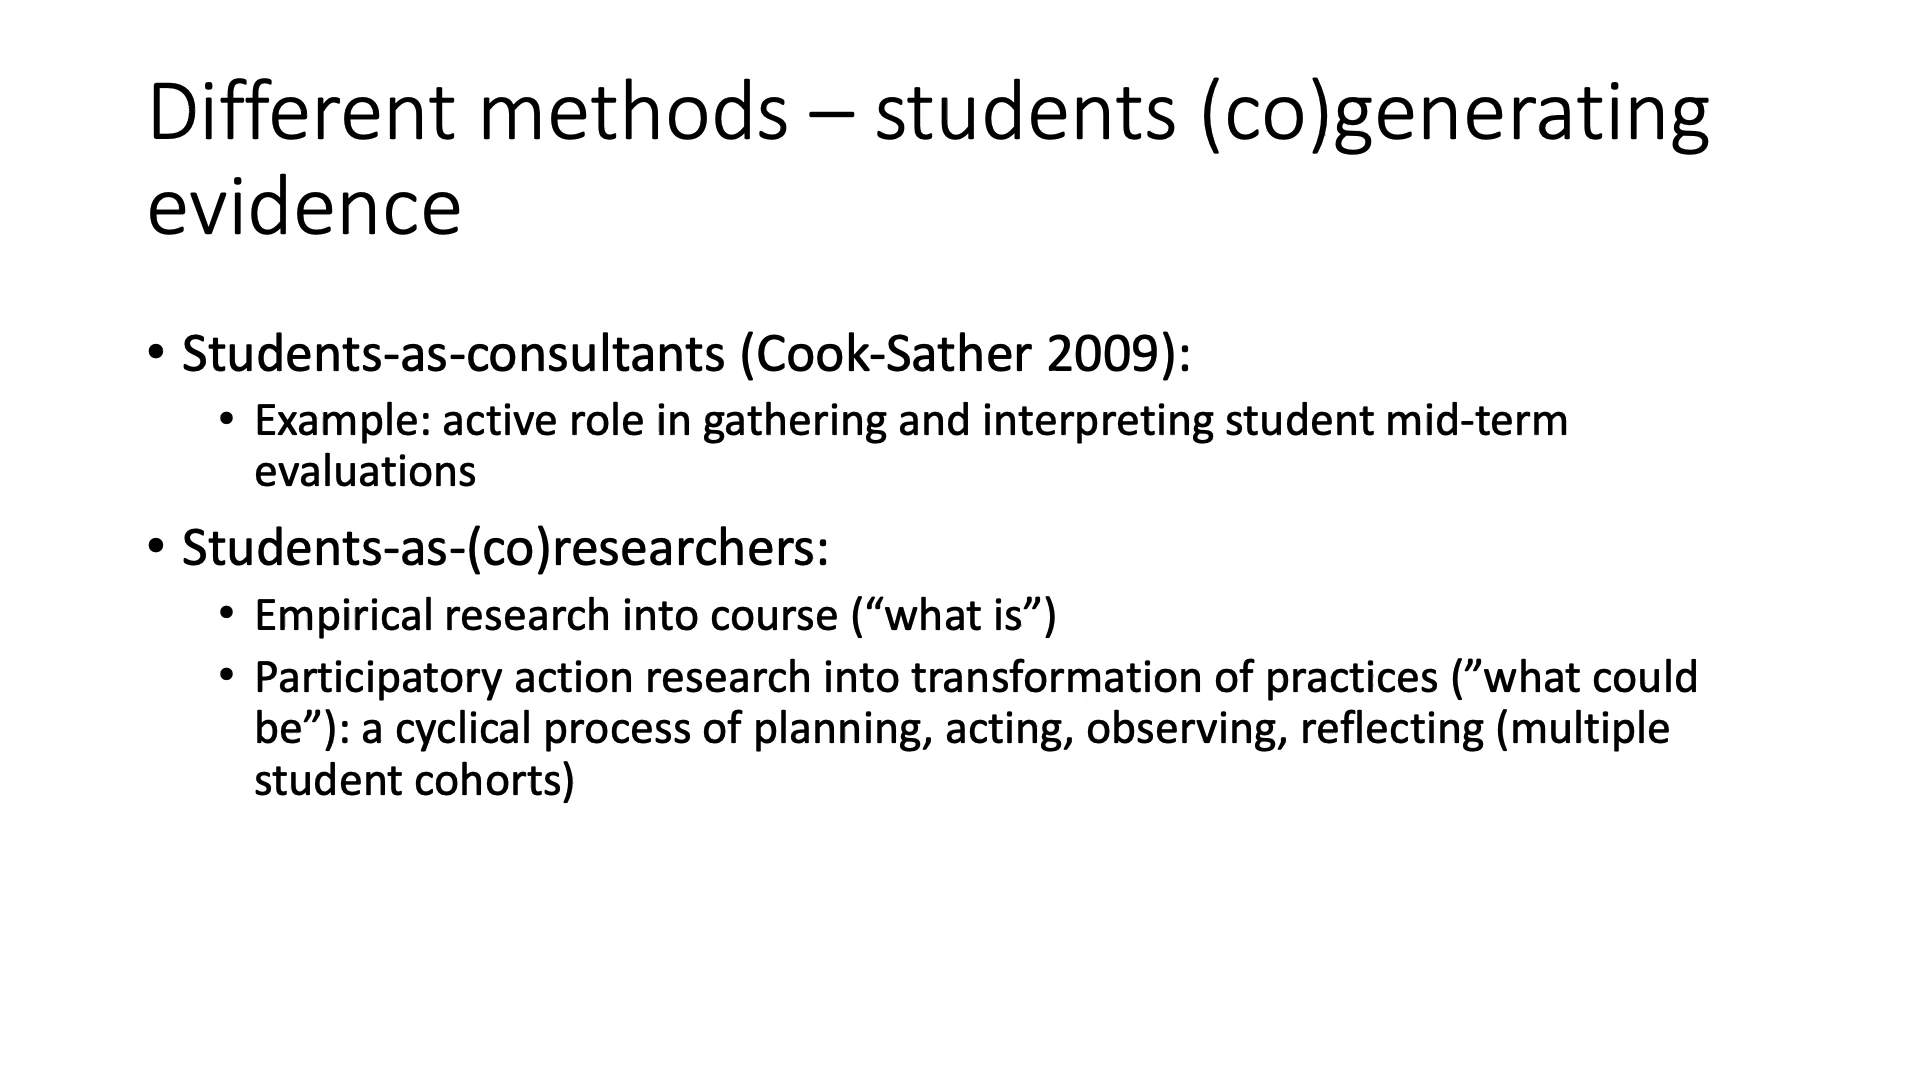 Different methods – students (co)generating
evidence
• Students-as-consultants (Cook-Sather 2009):
• Example: active role in gathering and interpreting student mid-term
evaluations
• Students-as-(co)researchers:
• Empirical research into course (“what is”)
• Participatory action research into transformation of practices (”what could
be”): a cyclical process of planning, acting, observing, reflecting (multiple
student cohorts)